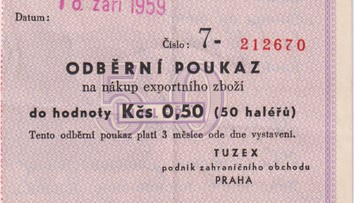 8. září 1959
Datum:
Číslo: 7- 212670
ODBĚRNÍ POUKAZ
na nákup exportního zboží
do hodnoty Kčs 0,50 (50 haléřů)
Tento odběrní poukaz platí 3 měsíce ode dne vystavení.
TUZEX
podnik zahraničního obchodu
PRAHA